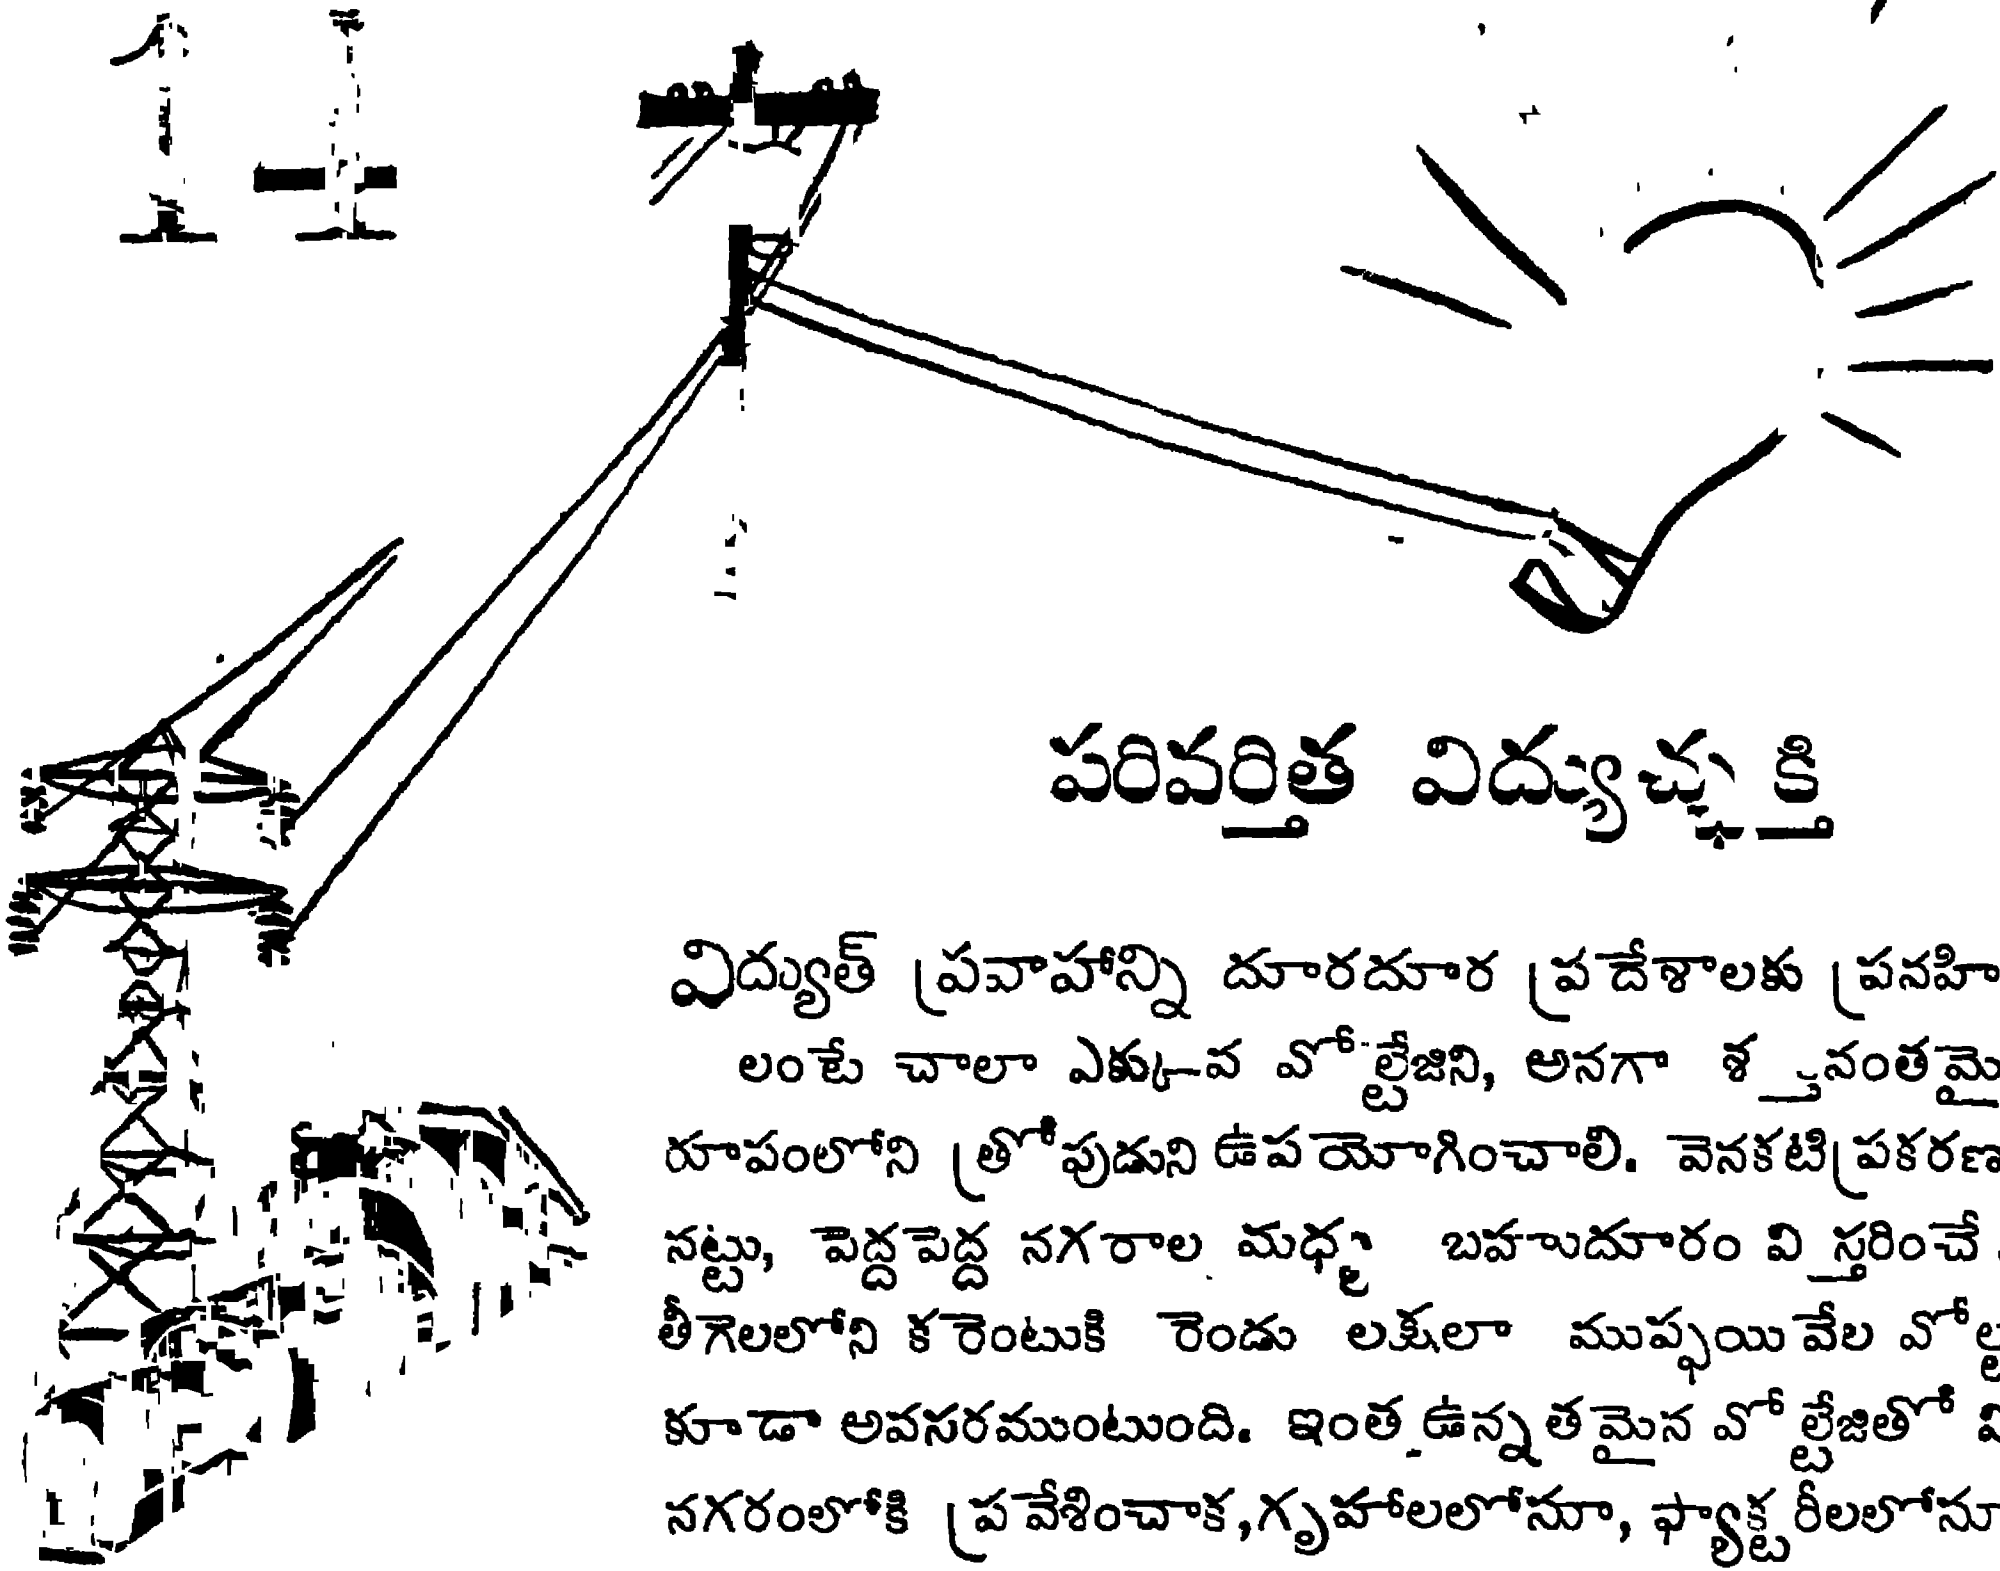 14
పరివర్తిత విద్యుచ్ఛక్తి
విద్యుత్ ప్రవాహాన్ని దూరదూర ప్రదేశాలకు ప్రవహి
లంటే చాలా ఎక్కువ వోల్టేజిని, అనగా శక్తివంతమై
రూపంలోని త్రోపుడుని ఉపయోగించాలి. వెనకటి ప్రకరణ
నట్టు, పెద్దపెద్ద నగరాల మధ్య బహుదూరం విస్తరించే
తీగెలలోని కరెంటుకి రెండు లక్షలా ముప్ఫయివేల వోల్ట
కూడా అవసరముంటుంది. ఇంత ఉన్నతమైన వోల్టేజితో వి
నగరంలోకి ప్రవేశించాక, గృహాలలోనూ, ఫ్యాక్టరీలలోనూ